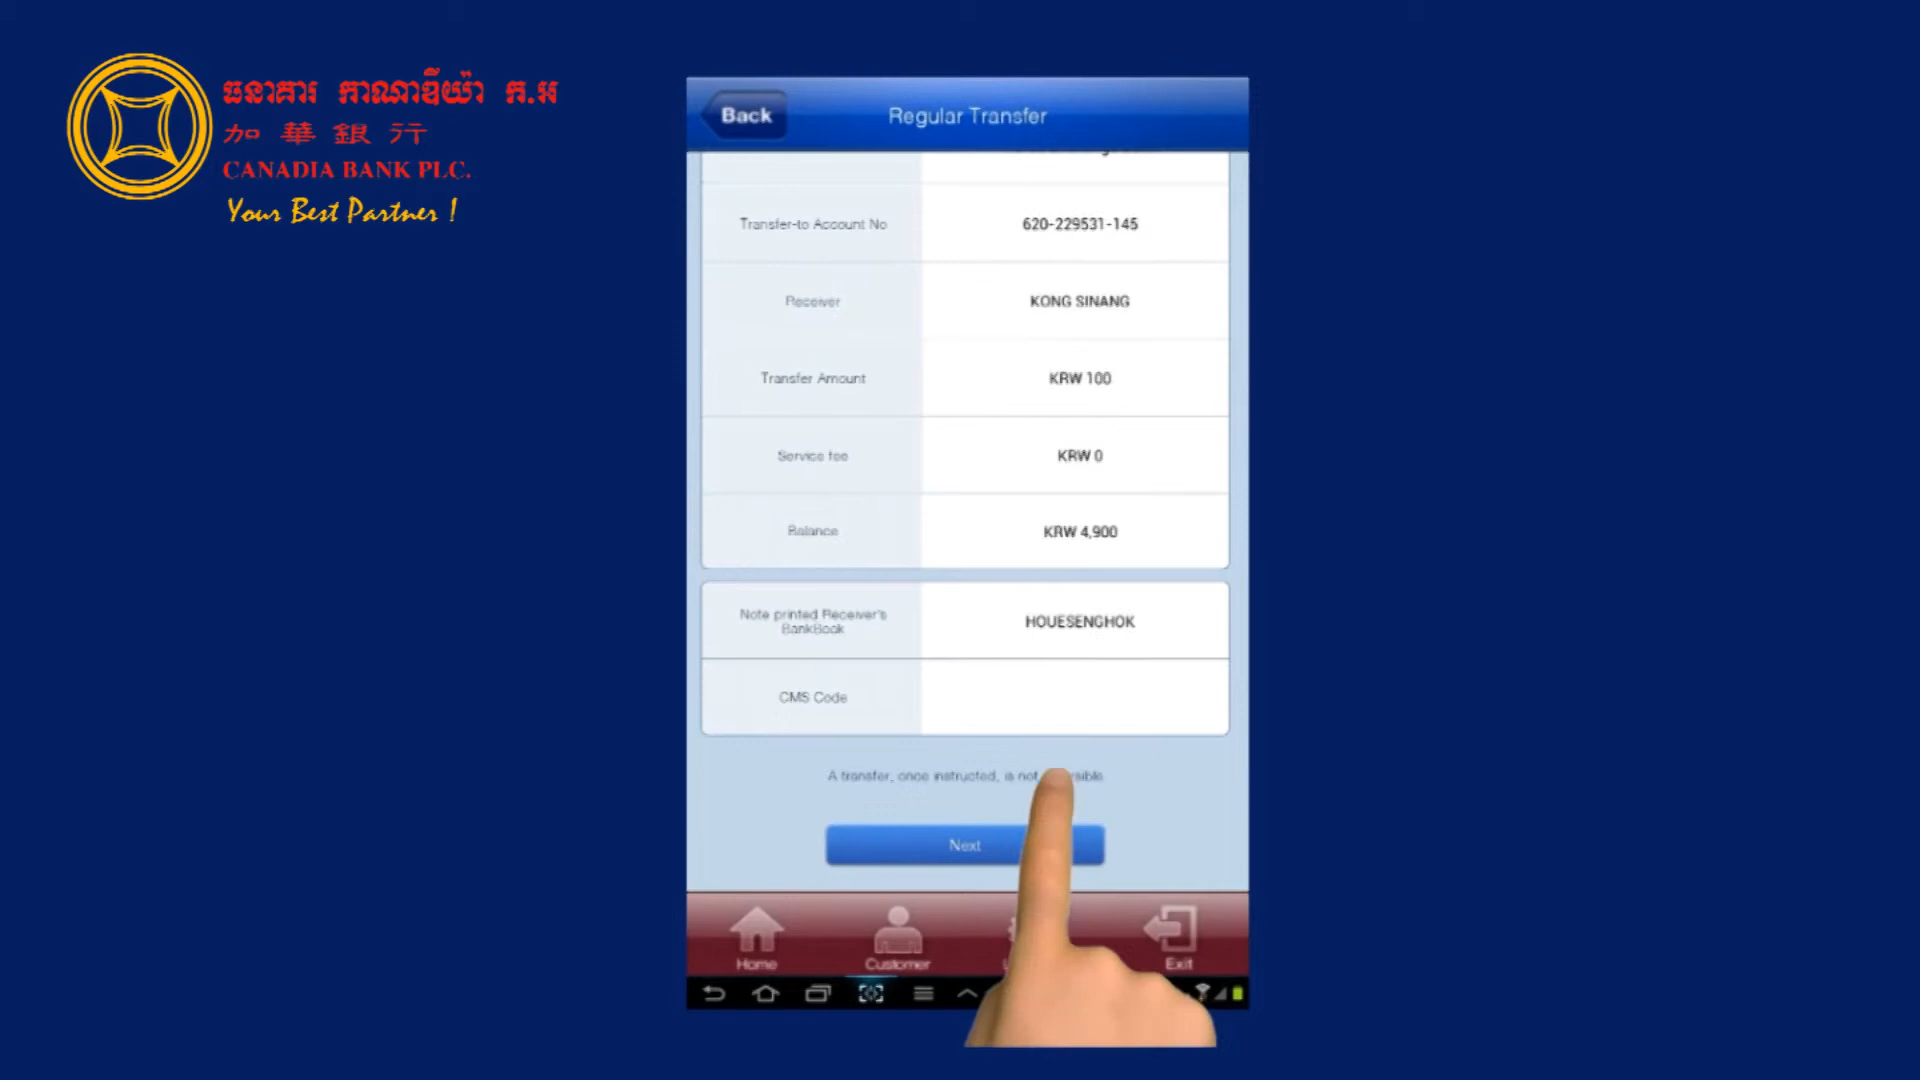 ធនាគារ កាណាឌីយ៉ា ក.អ
加華銀行
CANADIA BANK PLC.
Your Best Partner !
Back
Regular Transfer
Transfer-to Account No
620-229531-145
Receiver
KONG SINANG
Transfer Amount
KRW 100
Service fee
KRW 0
Balance
KRW 4,900
Note printed Receiver's
BankBook
HOUESENGHOK
CMS Code
A transfer, once instructed, is not
Next
Home
Customer
Exit